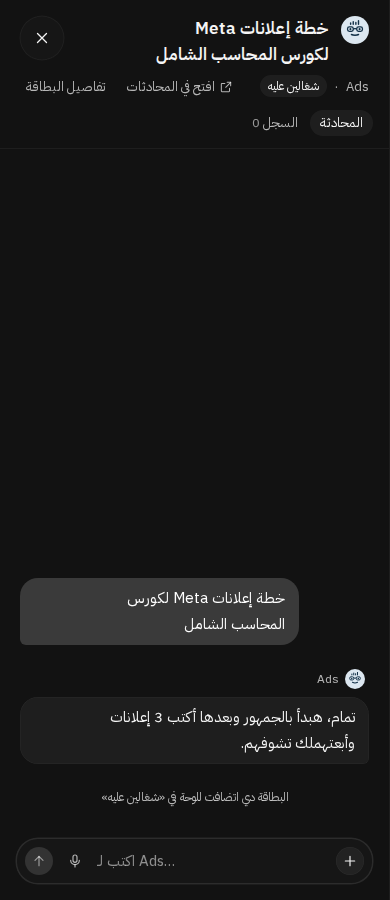 خطة إعلانات Meta
لكورس المحاسب الشامل
Ads · شغالين عليه
افتح في المحادثات
تفاصيل البطاقة
المحادثة
السجل 0
خطة إعلانات Meta لكورس
المحاسب الشامل
Ads
تمام، هبدأ بالجمهور وبعدها أكتب 3 إعلانات
وأبعتهملك تشوفهم.
البطاقة دي اتضافت للوحة في «شغالين عليه»
اكتب لـ Ads...